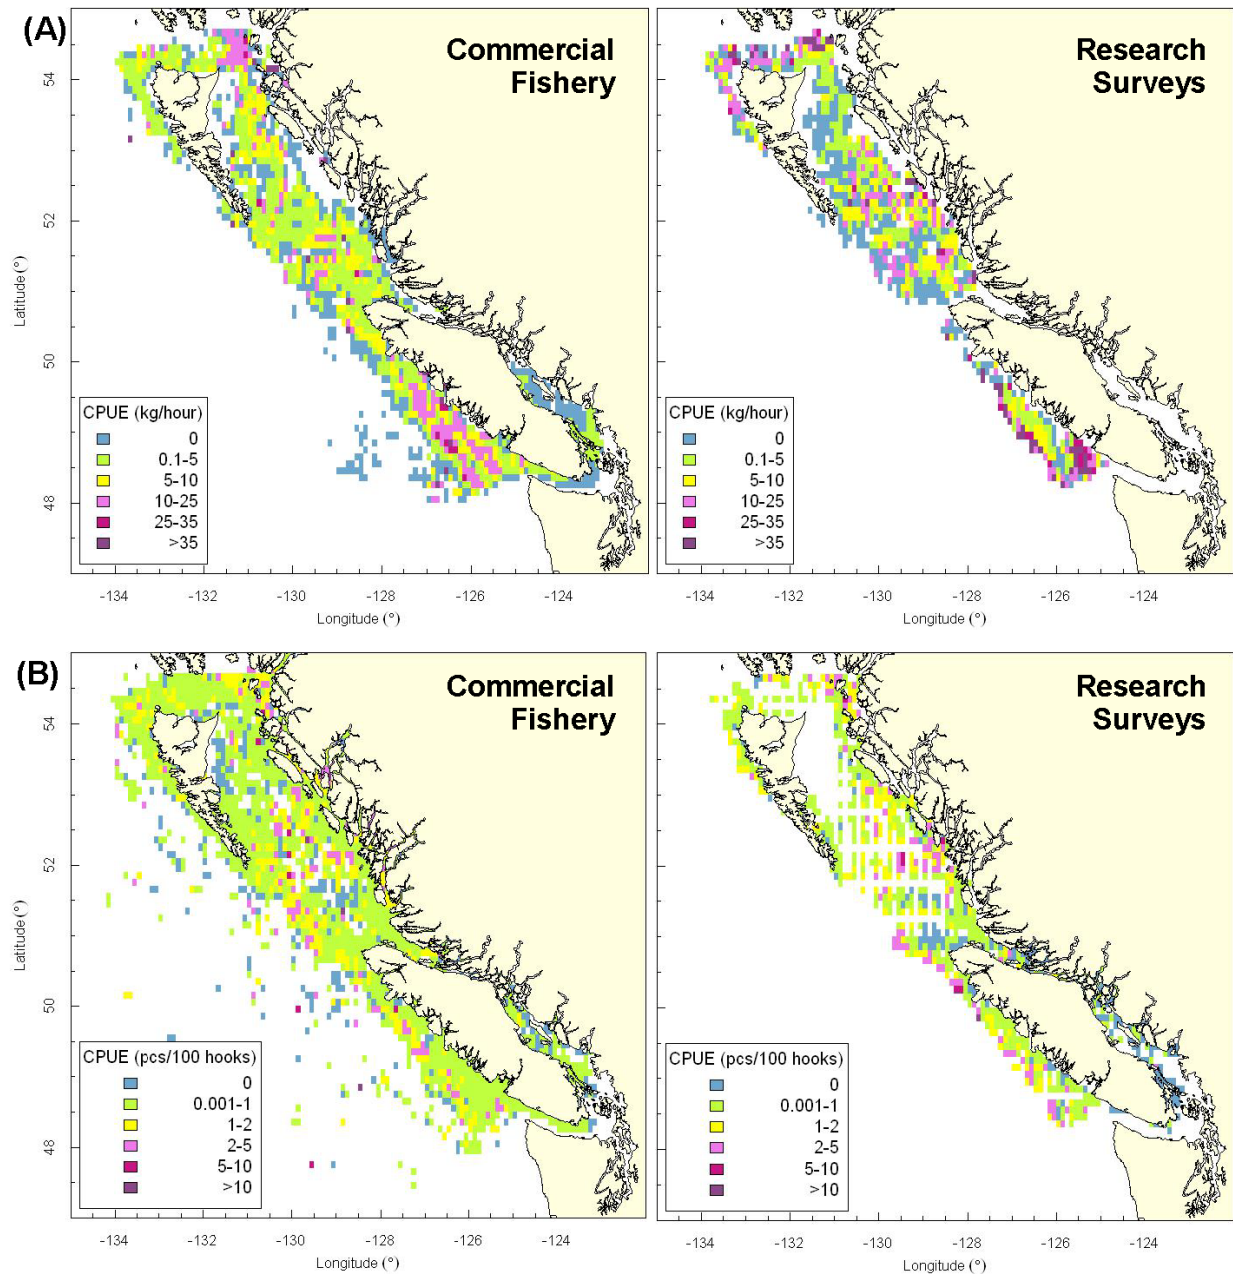 (A)
Commercial
Fishery
Research
Surveys
54
52
50
48
Latitude (°)
CPUE (kg/hour)
0
0.1-5
5-10
10-25
25-35
>35
CPUE (kg/hour)
0
0.1-5
5-10
10-25
25-35
>35
-134 -132 -130 -128 -126 -124
Longitude (°)
-134 -132 -130 -128 -126 -124
Longitude (°)
(B)
Commercial
Fishery
Research
Surveys
54
52
50
48
Latitude (°)
CPUE (pcs/100 hooks)
0
0.001-1
1-2
2-5
5-10
>10
CPUE (pcs/100 hooks)
0
0.001-1
1-2
2-5
5-10
>10
-134 -132 -130 -128 -126 -124
Longitude (°)
-134 -132 -130 -128 -126 -124
Longitude (°)